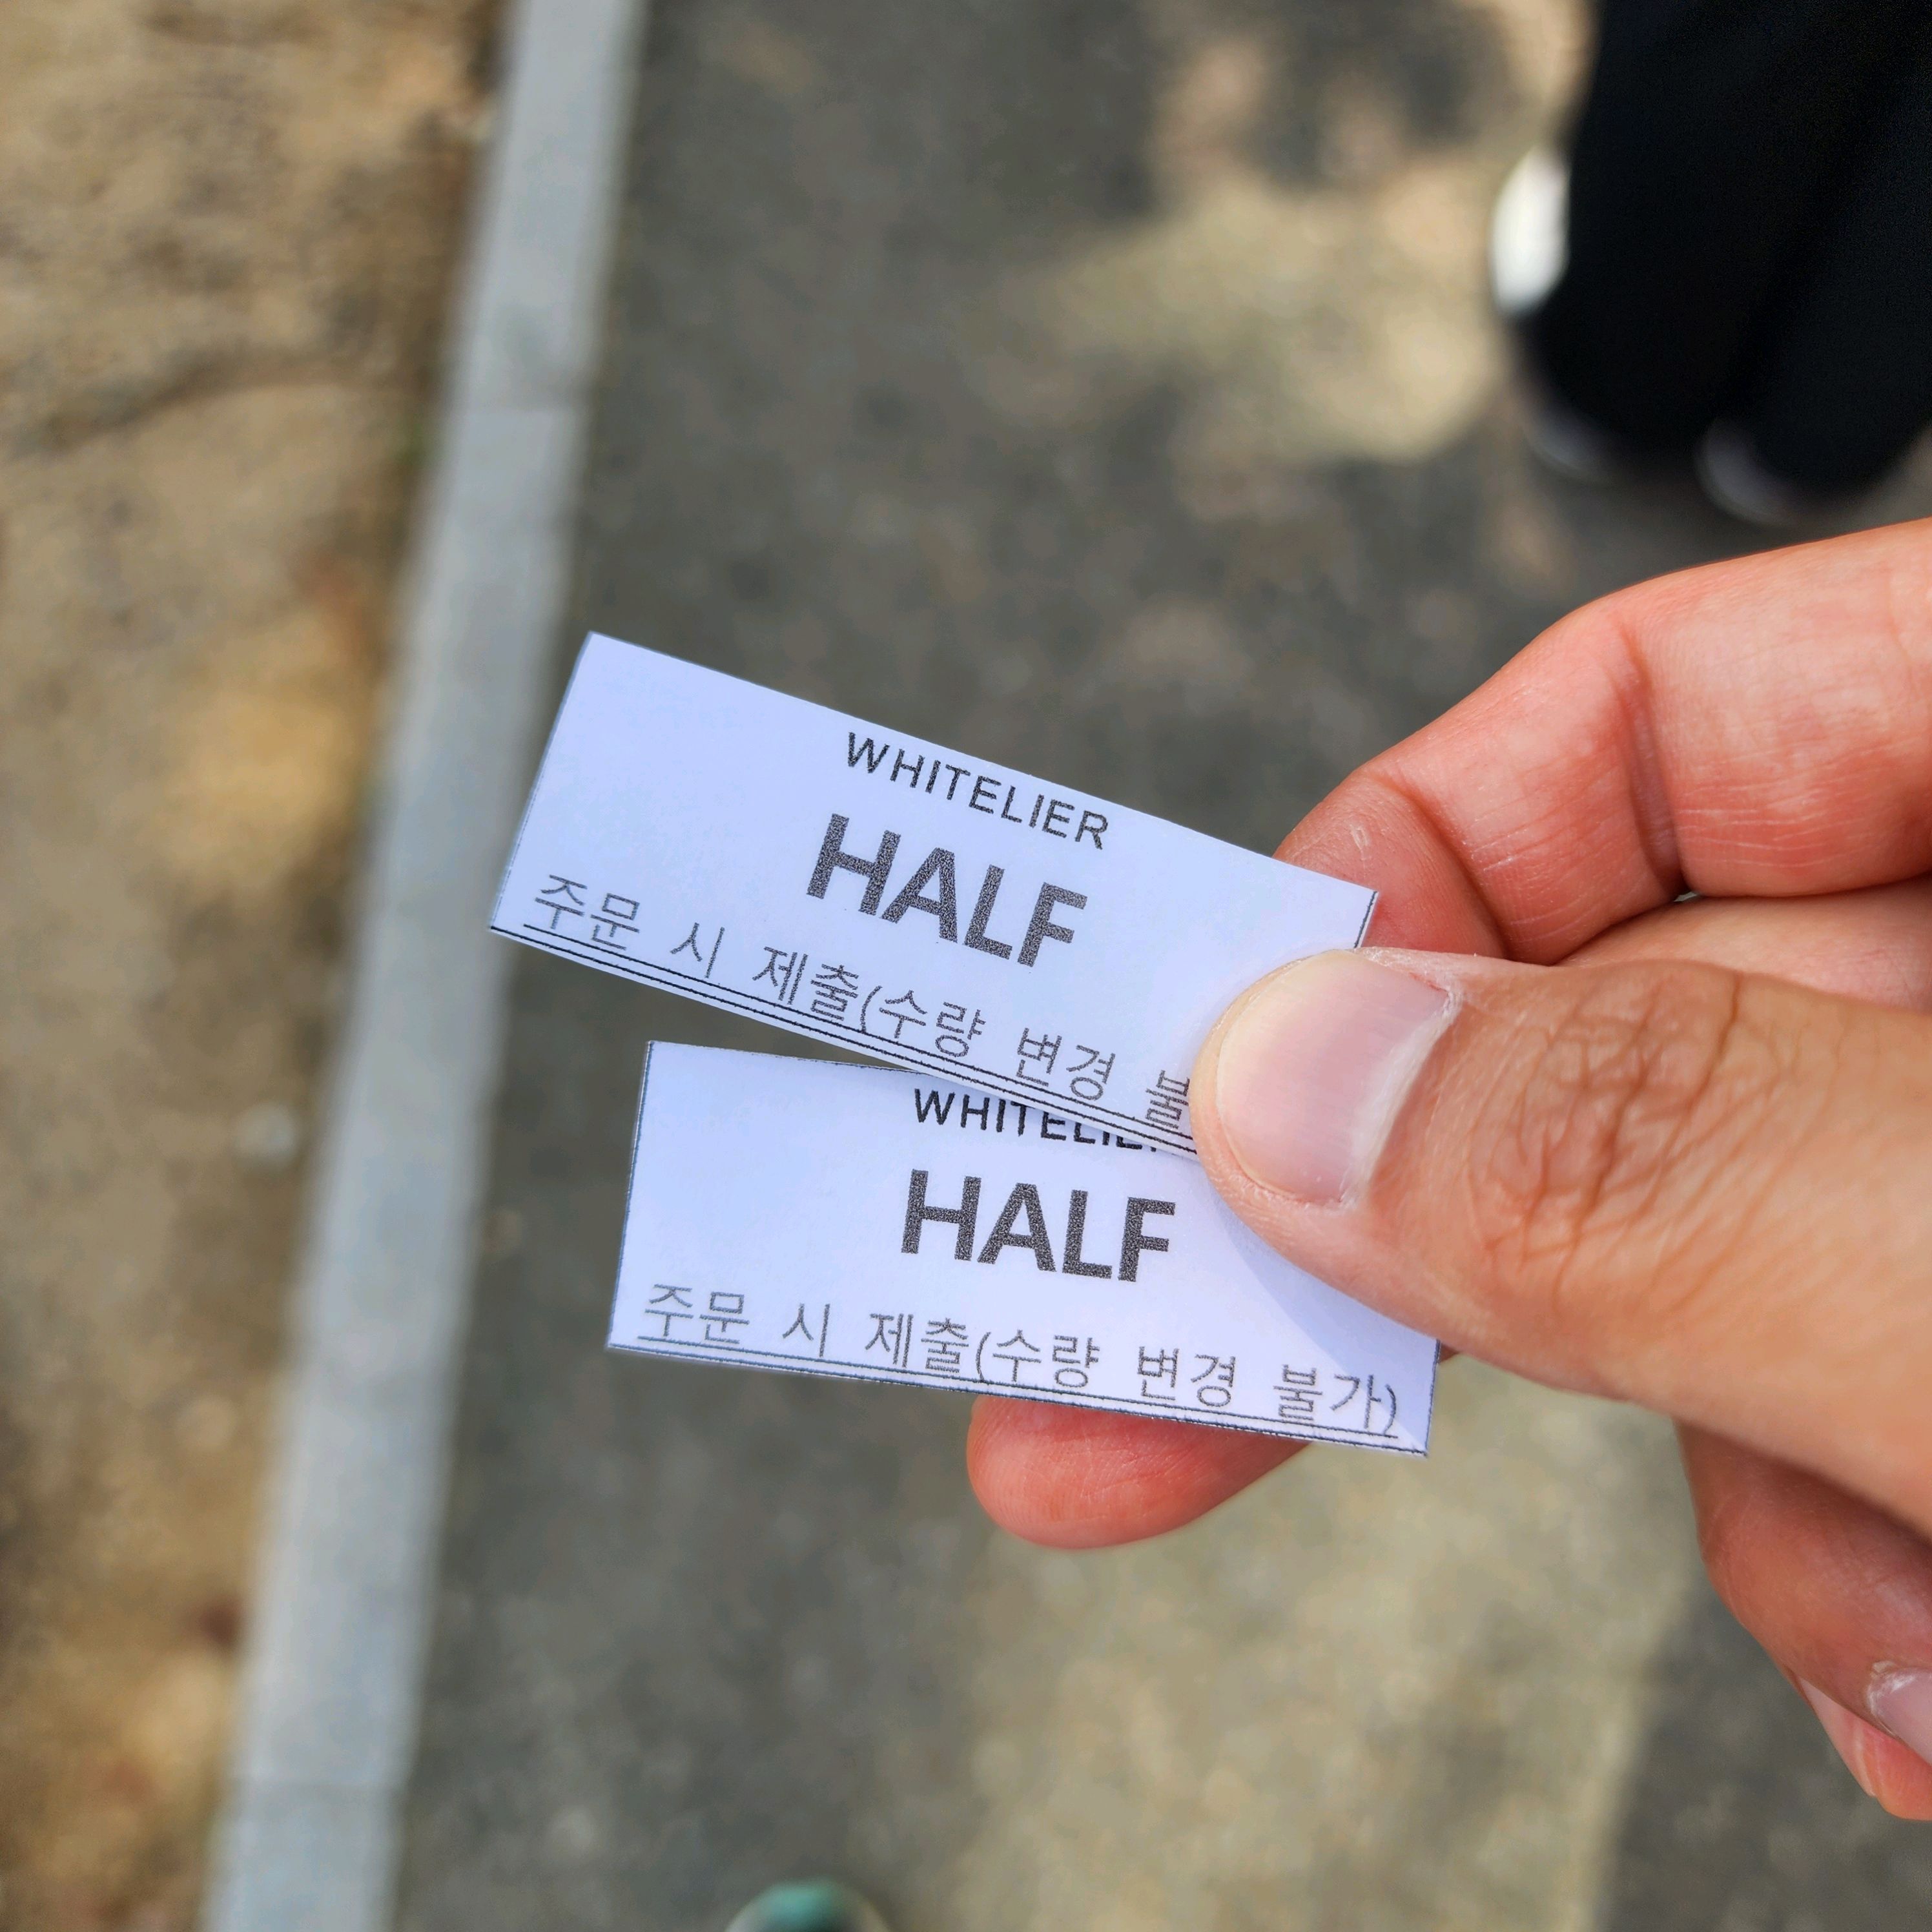 WHITELIER
HALF
주문 시 제출(수량 변경 불
HALF
주문 시 제출(수량 변경 불가)